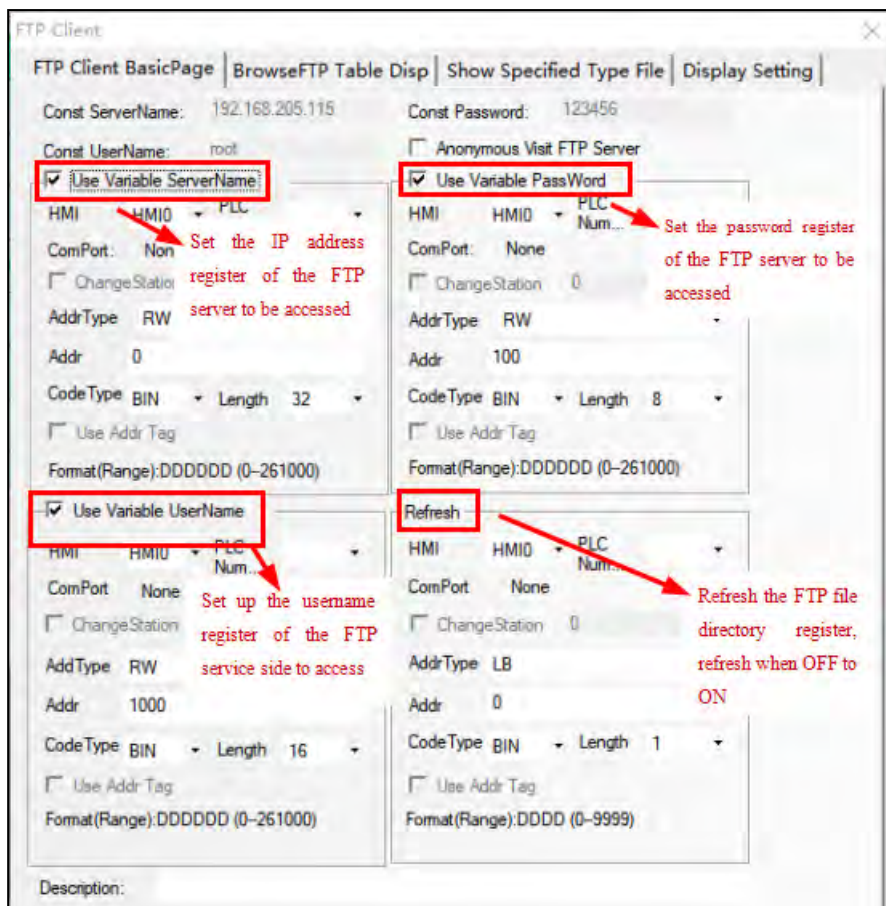 FTP Client
FTP Client BasicPage BrowseFTP Table Disp Show Specified Type File Display Setting
Const ServerName: 192.168.205.115
Const UserName: root
Const Password: 123456
Anonymous Visit FTP Server
Use Variable ServerName
HMI HMI0 PLC
ComPort: Non
ChangeStation
AddrType RW
Addr 0
CodeType BIN Length 32
Use Addr Tag
Format(Range):DDDDDD (0~261000)
Set the IP address
register of the FTP
server to be accessed
Use Variable PassWord
HMI HMI0 PLC
Num...
ComPort: None
ChangeStation 0
AddrType RW
Addr 100
CodeType BIN Length 8
Use Addr Tag
Format(Range):DDDDDD (0~261000)
Set the password register
of the FTP server to be
accessed
Use Variable UserName
HMI HMI0 PLC
Num...
ComPort None
ChangeStation
AddType RW
Addr 1000
CodeType BIN Length 16
Use Addr Tag
Format(Range):DDDDDD (0~261000)
Set up the username
register of the FTP
service side to access
Refresh
HMI HMI0 PLC
Num...
ComPort None
ChangeStation 0
AddrType LB
Addr 0
CodeType BIN Length 1
Use Addr Tag
Format(Range):DDDD (0~9999)
Refresh the FTP file
directory register,
refresh when OFF to
ON
Description: